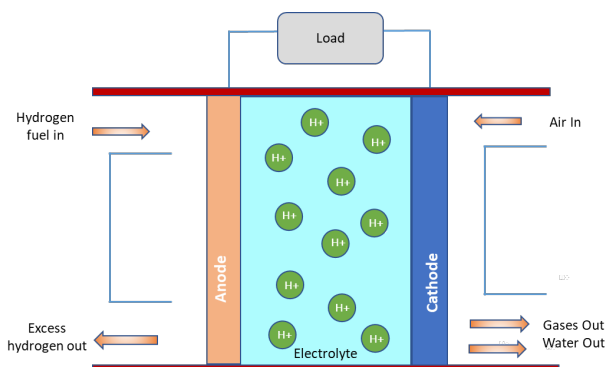 Load
Hydrogen
fuel in
Air In
H+
H+
H+
H+
H+
H+
H+
H+
H+
H+
H+
Anode
Cathode
Excess
hydrogen out
Electrolyte
Gases Out
Water Out